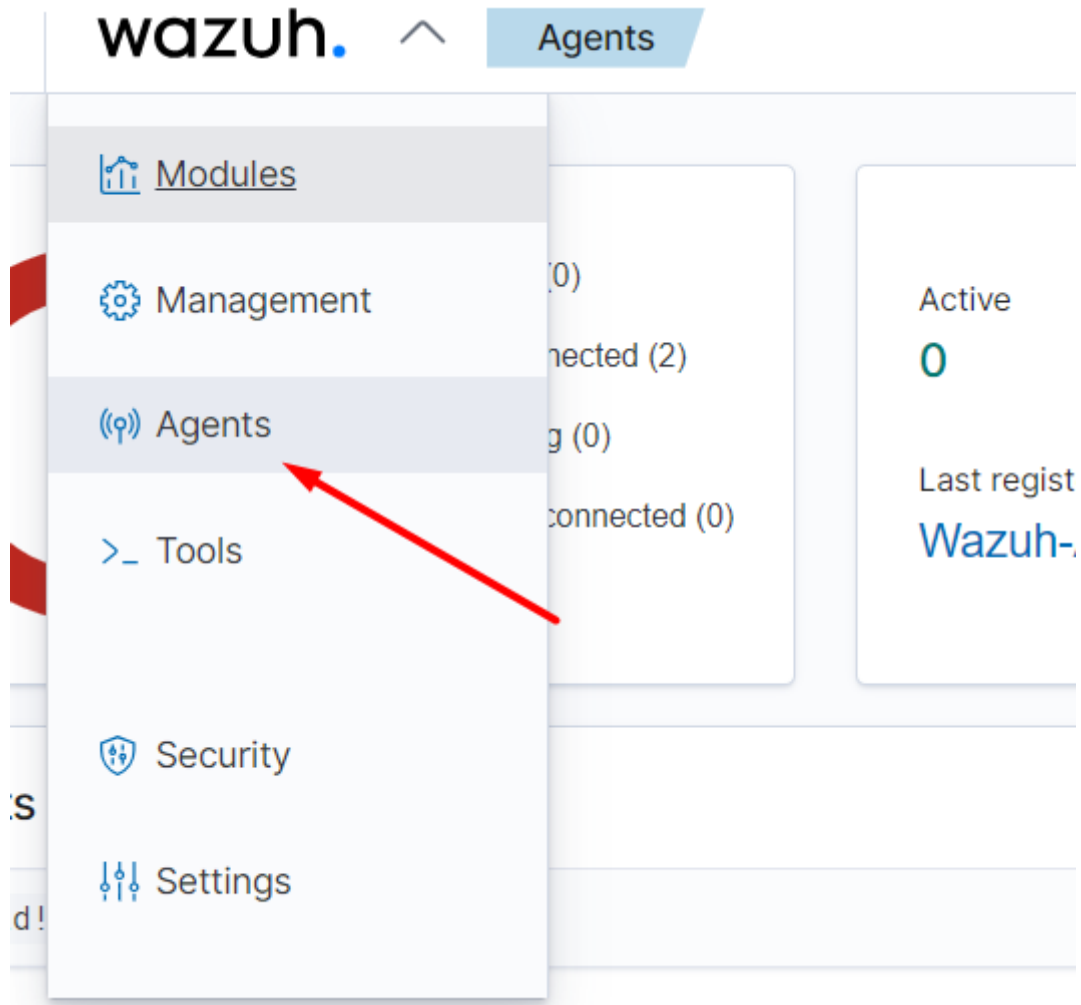 wazuh.
Agents
Modules
Management
Agents
>_ Tools
Security
Settings
(0)
nected (2)
g (0)
connected (0)
Active
0
Last regist
Wazuh-
ts
d!